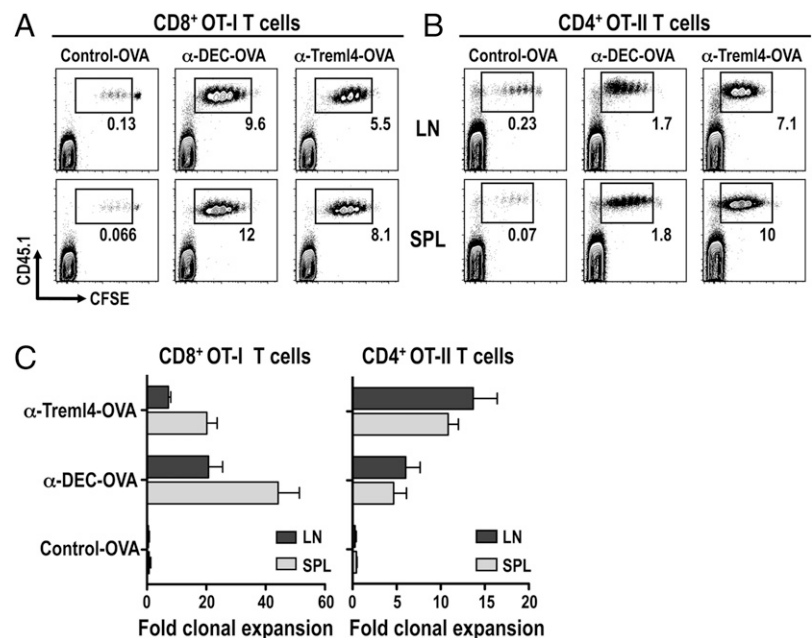 A
CD8⁺ OT-I T cells
Control-OVA α-DEC-OVA α-Treml4-OVA
0.13 9.6 5.5
0.066 12 8.1
CD45.1
CFSE
B
CD4⁺ OT-II T cells
Control-OVA α-DEC-OVA α-Treml4-OVA
LN
0.23 1.7 7.1
SPL
0.07 1.8 10
C
CD8⁺ OT-I T cells
α-Treml4-OVA
α-DEC-OVA
Control-OVA
LN
SPL
0 20 40 60
Fold clonal expansion
CD4⁺ OT-II T cells
LN
SPL
0 5 10 15 20
Fold clonal expansion